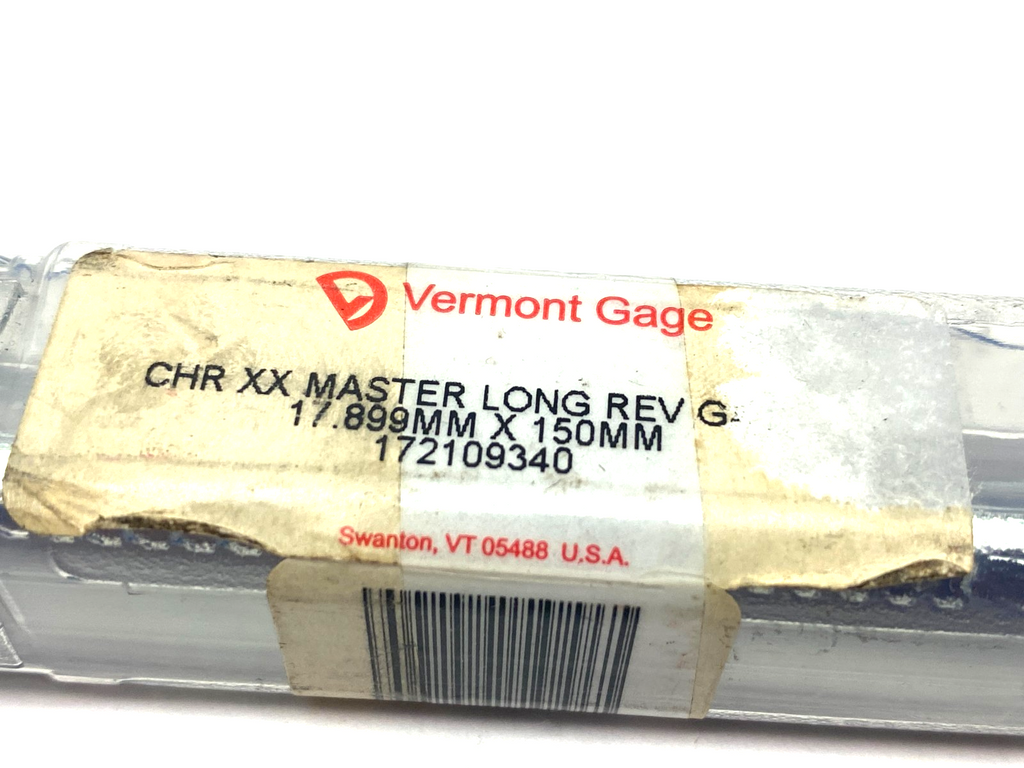 Vermont Gage
CHR XX MASTER LONG REV G-
17.899MM X 150MM
172109340
Swanton, VT 05488 U.S.A.